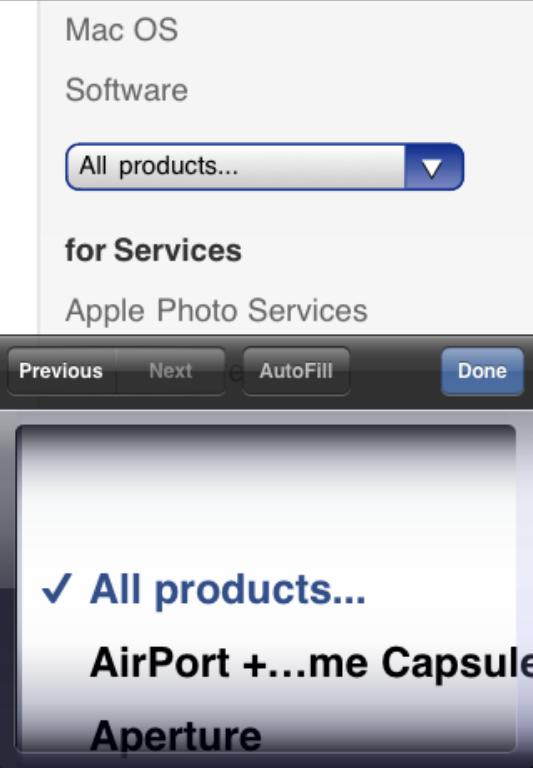 Mac OS
Software
All products...
for Services
Apple Photo Services
Previous Next AutoFill Done
✓ All products...
AirPort +...me Capsule
Aperture